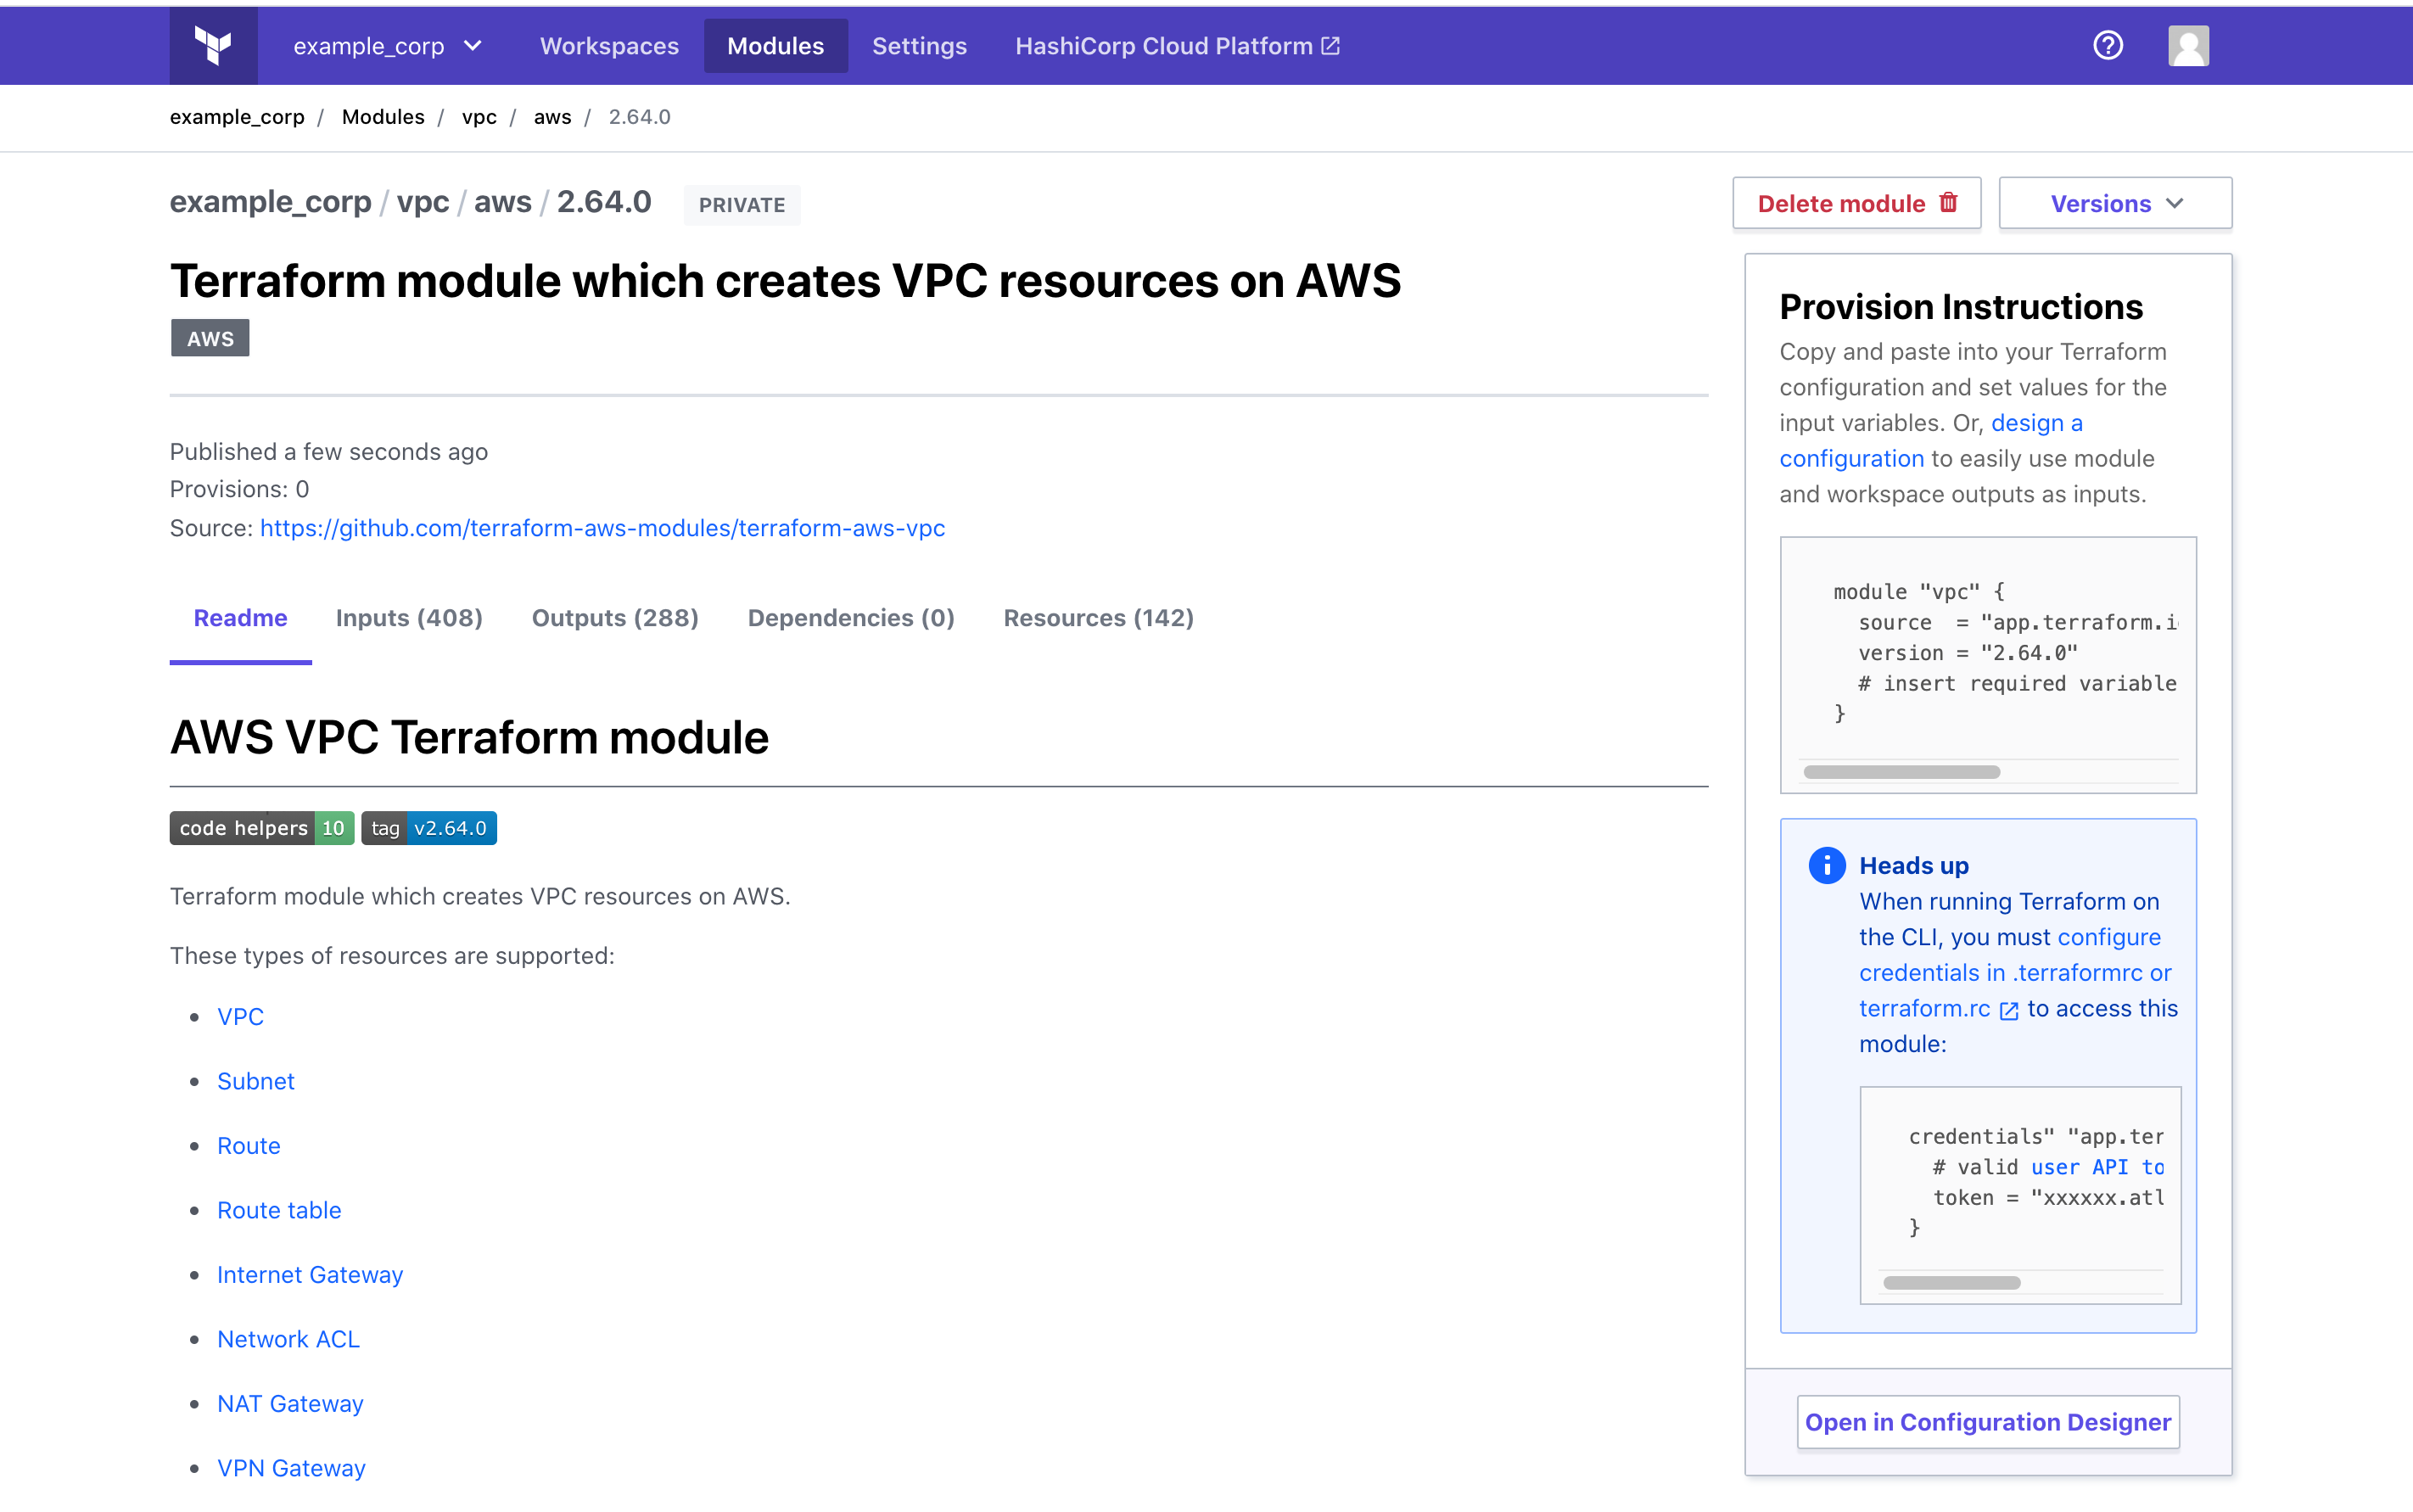 example_corp
Workspaces
Modules
Settings
HashiCorp Cloud Platform
example_corp / Modules / vpc / aws / 2.64.0
example_corp / vpc / aws / 2.64.0 PRIVATE
Delete module
Versions
Terraform module which creates VPC resources on AWS
AWS
Published a few seconds ago
Provisions: 0
Source: https://github.com/terraform-aws-modules/terraform-aws-vpc
Readme
Inputs (408)
Outputs (288)
Dependencies (0)
Resources (142)
AWS VPC Terraform module
code helpers 10 tag v2.64.0
Terraform module which creates VPC resources on AWS.
These types of resources are supported:
VPC
Subnet
Route
Route table
Internet Gateway
Network ACL
NAT Gateway
VPN Gateway
Provision Instructions
Copy and paste into your Terraform
configuration and set values for the
input variables. Or, design a
configuration to easily use module
and workspace outputs as inputs.
module "vpc" {
source = "app.terraform.i
version = "2.64.0"
# insert required variable
}
Heads up
When running Terraform on
the CLI, you must configure
credentials in .terraformrc or
terraform.rc to access this
module:
credentials" "app.ter
# valid user API to
token = "xxxxxx.atl
}
Open in Configuration Designer